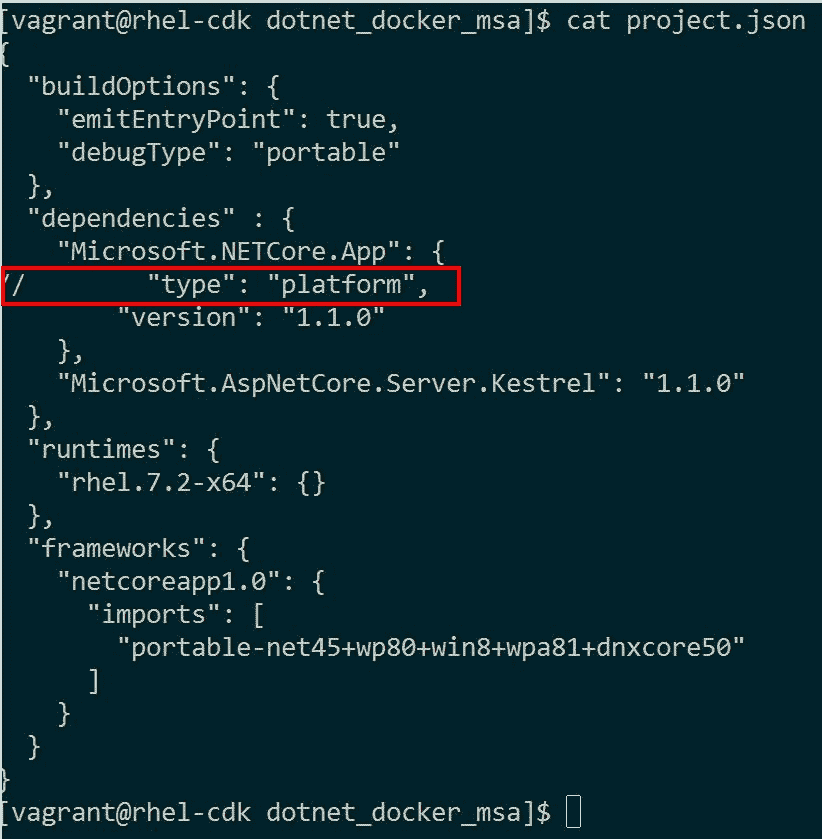 [vagrant@rhel-cdk dotnet_docker_msa]$ cat project.json
{
  "buildOptions": {
    "emitEntryPoint": true,
    "debugType": "portable"
  },
  "dependencies" : {
    "Microsoft.NETCore.App": {
//        "type": "platform",
        "version": "1.1.0"
    },
    "Microsoft.AspNetCore.Server.Kestrel": "1.1.0"
  },
  "runtimes": {
    "rhel.7.2-x64": {}
  },
  "frameworks": {
    "netcoreapp1.0": {
      "imports": [
        "portable-net45+wp80+win8+wpa81+dnxcore50"
      ]
    }
  }
}
[vagrant@rhel-cdk dotnet_docker_msa]$